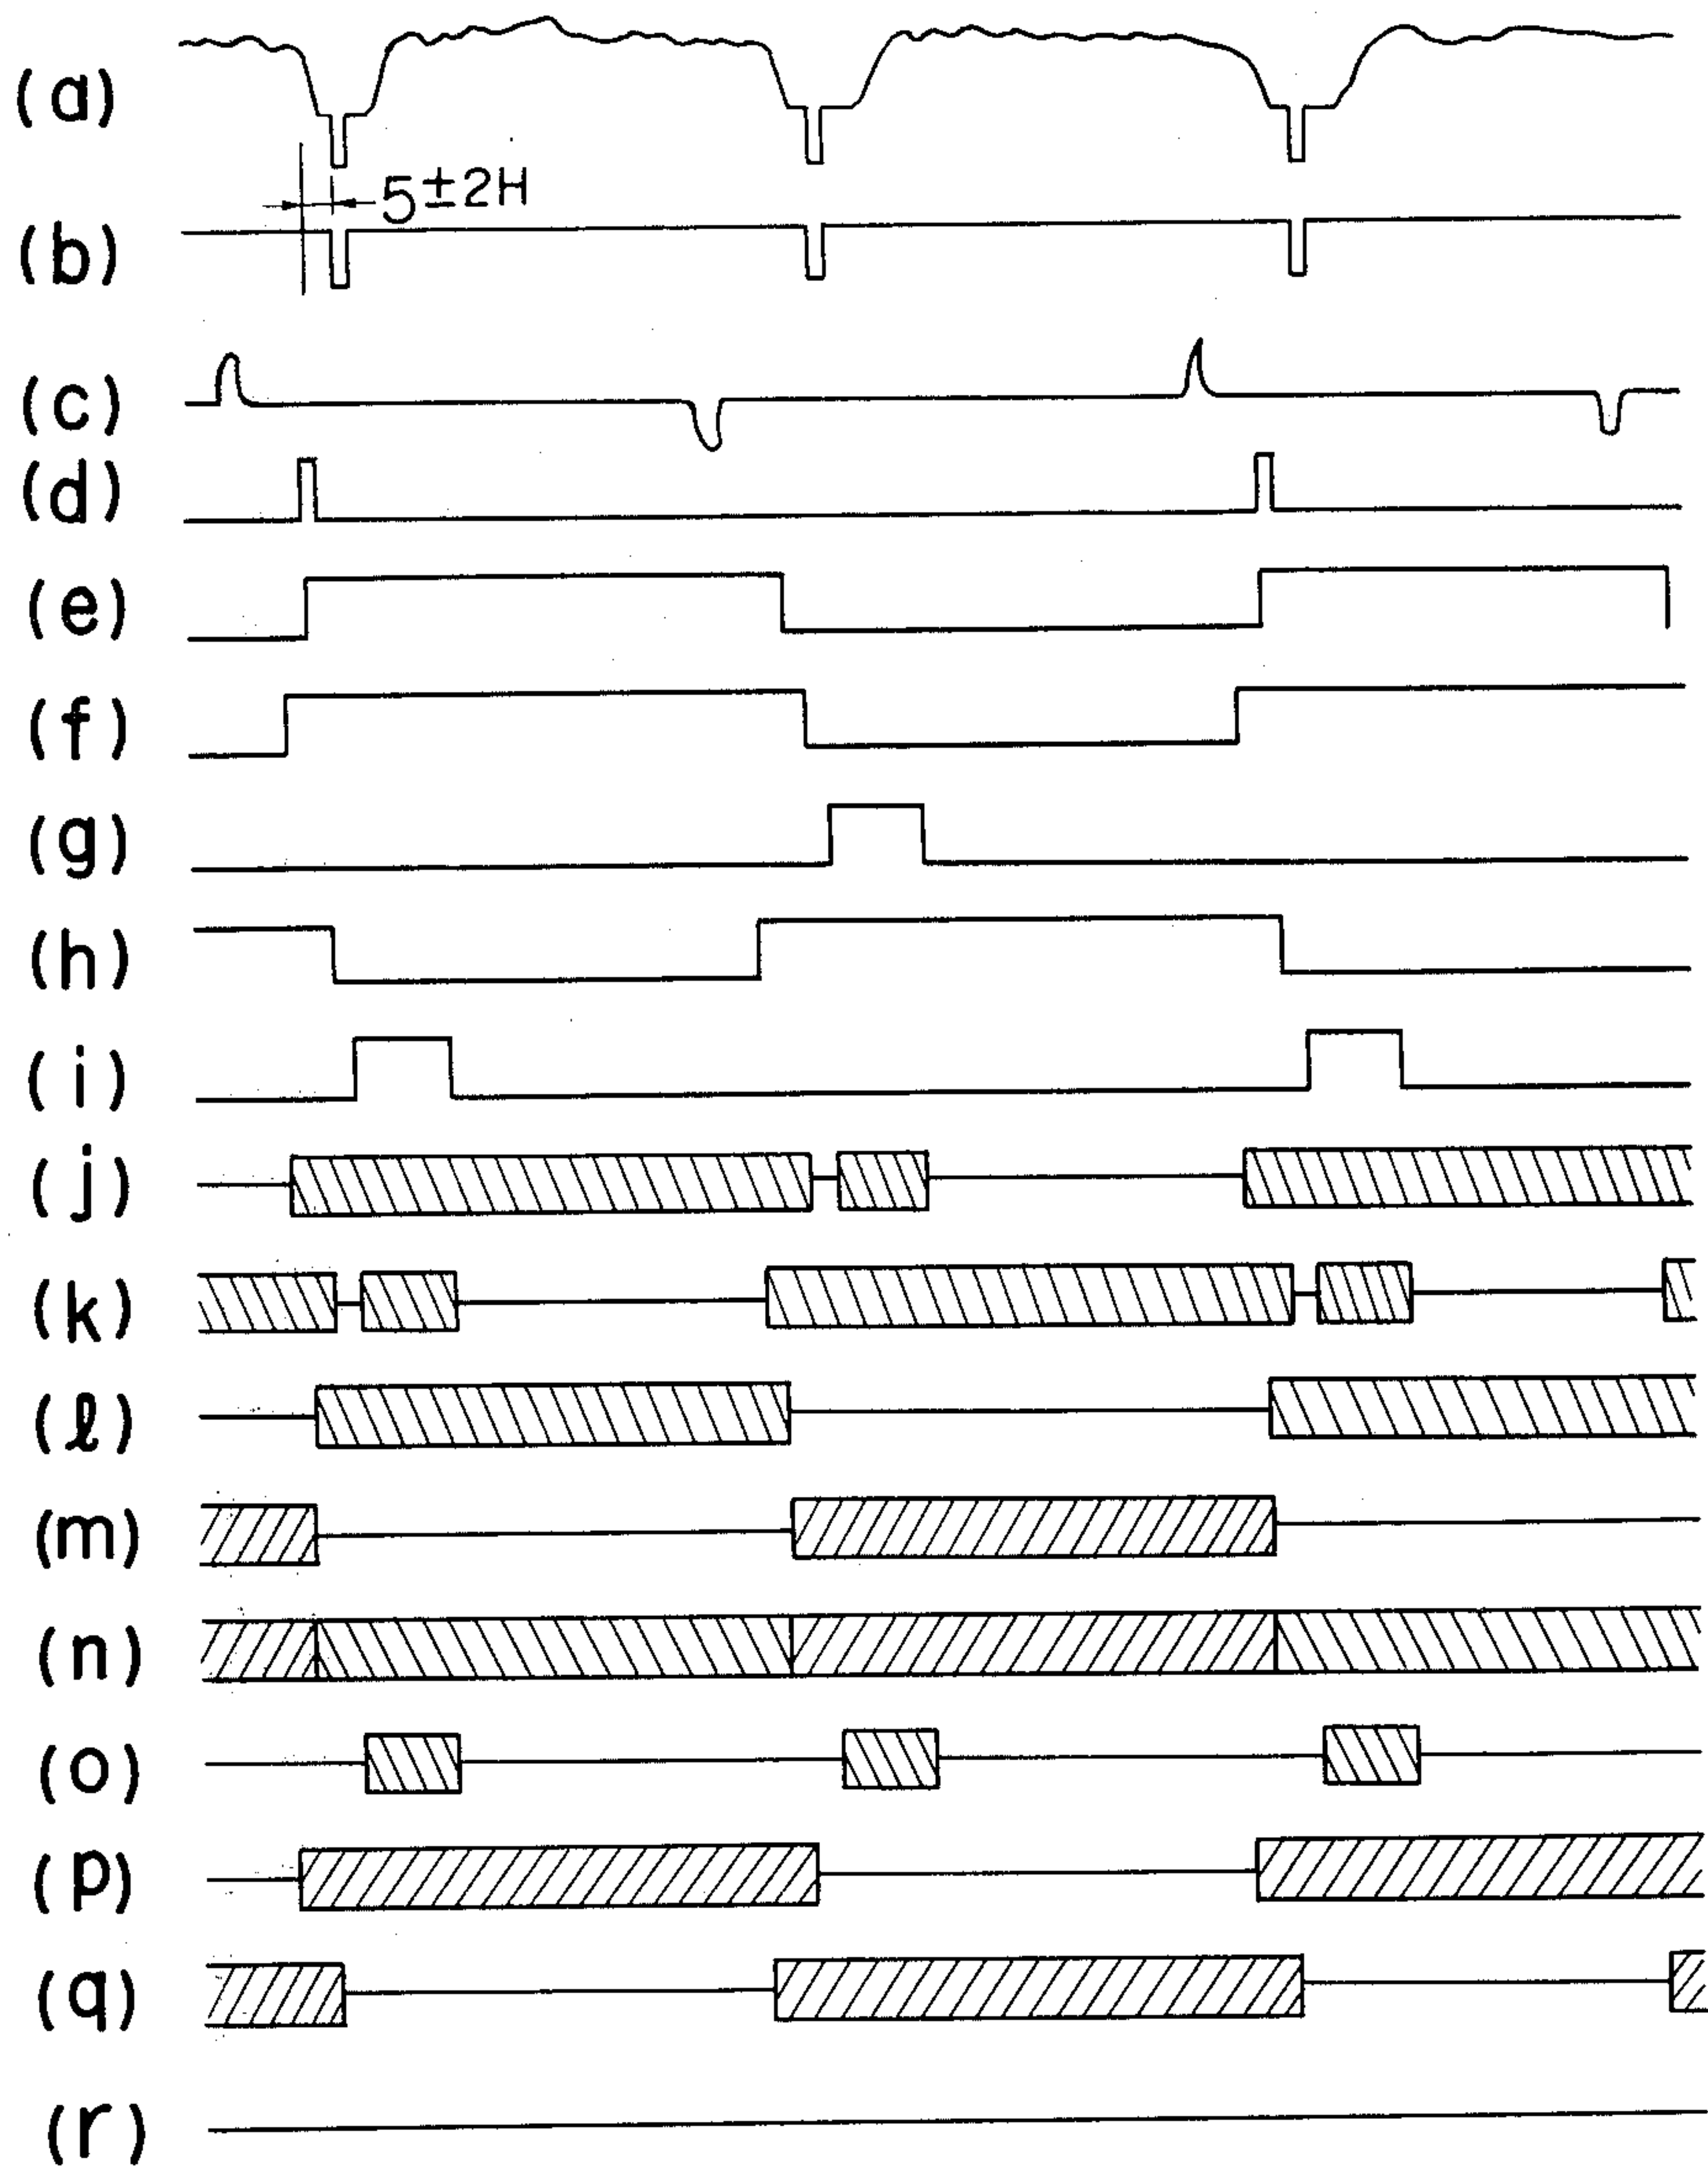 (a)
5±2H
(b)
(c)
(d)
(e)
(f)
(g)
(h)
(i)
(j)
(k)
(ℓ)
(m)
(n)
(o)
(p)
(q)
(r)